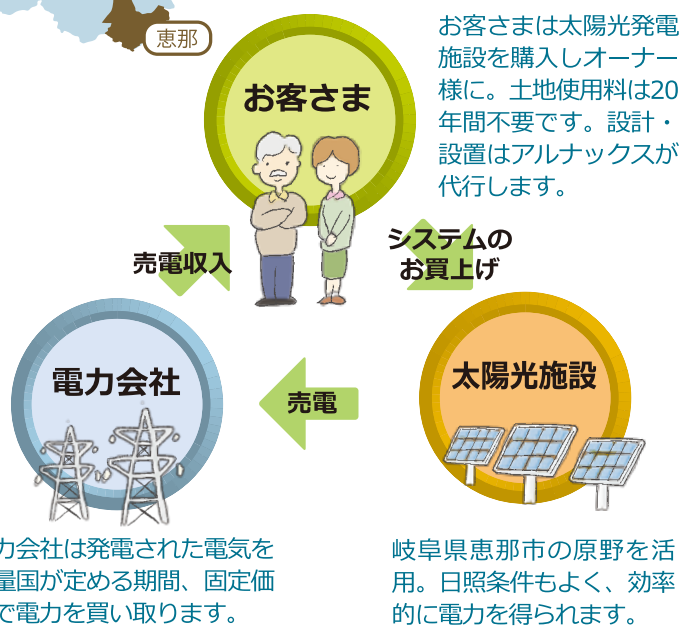 恵那
お客さまは太陽光発電
施設を購入しオーナー
様に。土地使用料は20
年間不要です。設計・
設置はアルナックスが
代行します。
お客さま
売電収入
システムの
お買上げ
電力会社
売電
太陽光施設
力会社は発電された電気を
量国が定める期間、固定価
で電力を買い取ります。
岐阜県恵那市の原野を活
用。日照条件もよく、効率
的に電力を得られます。